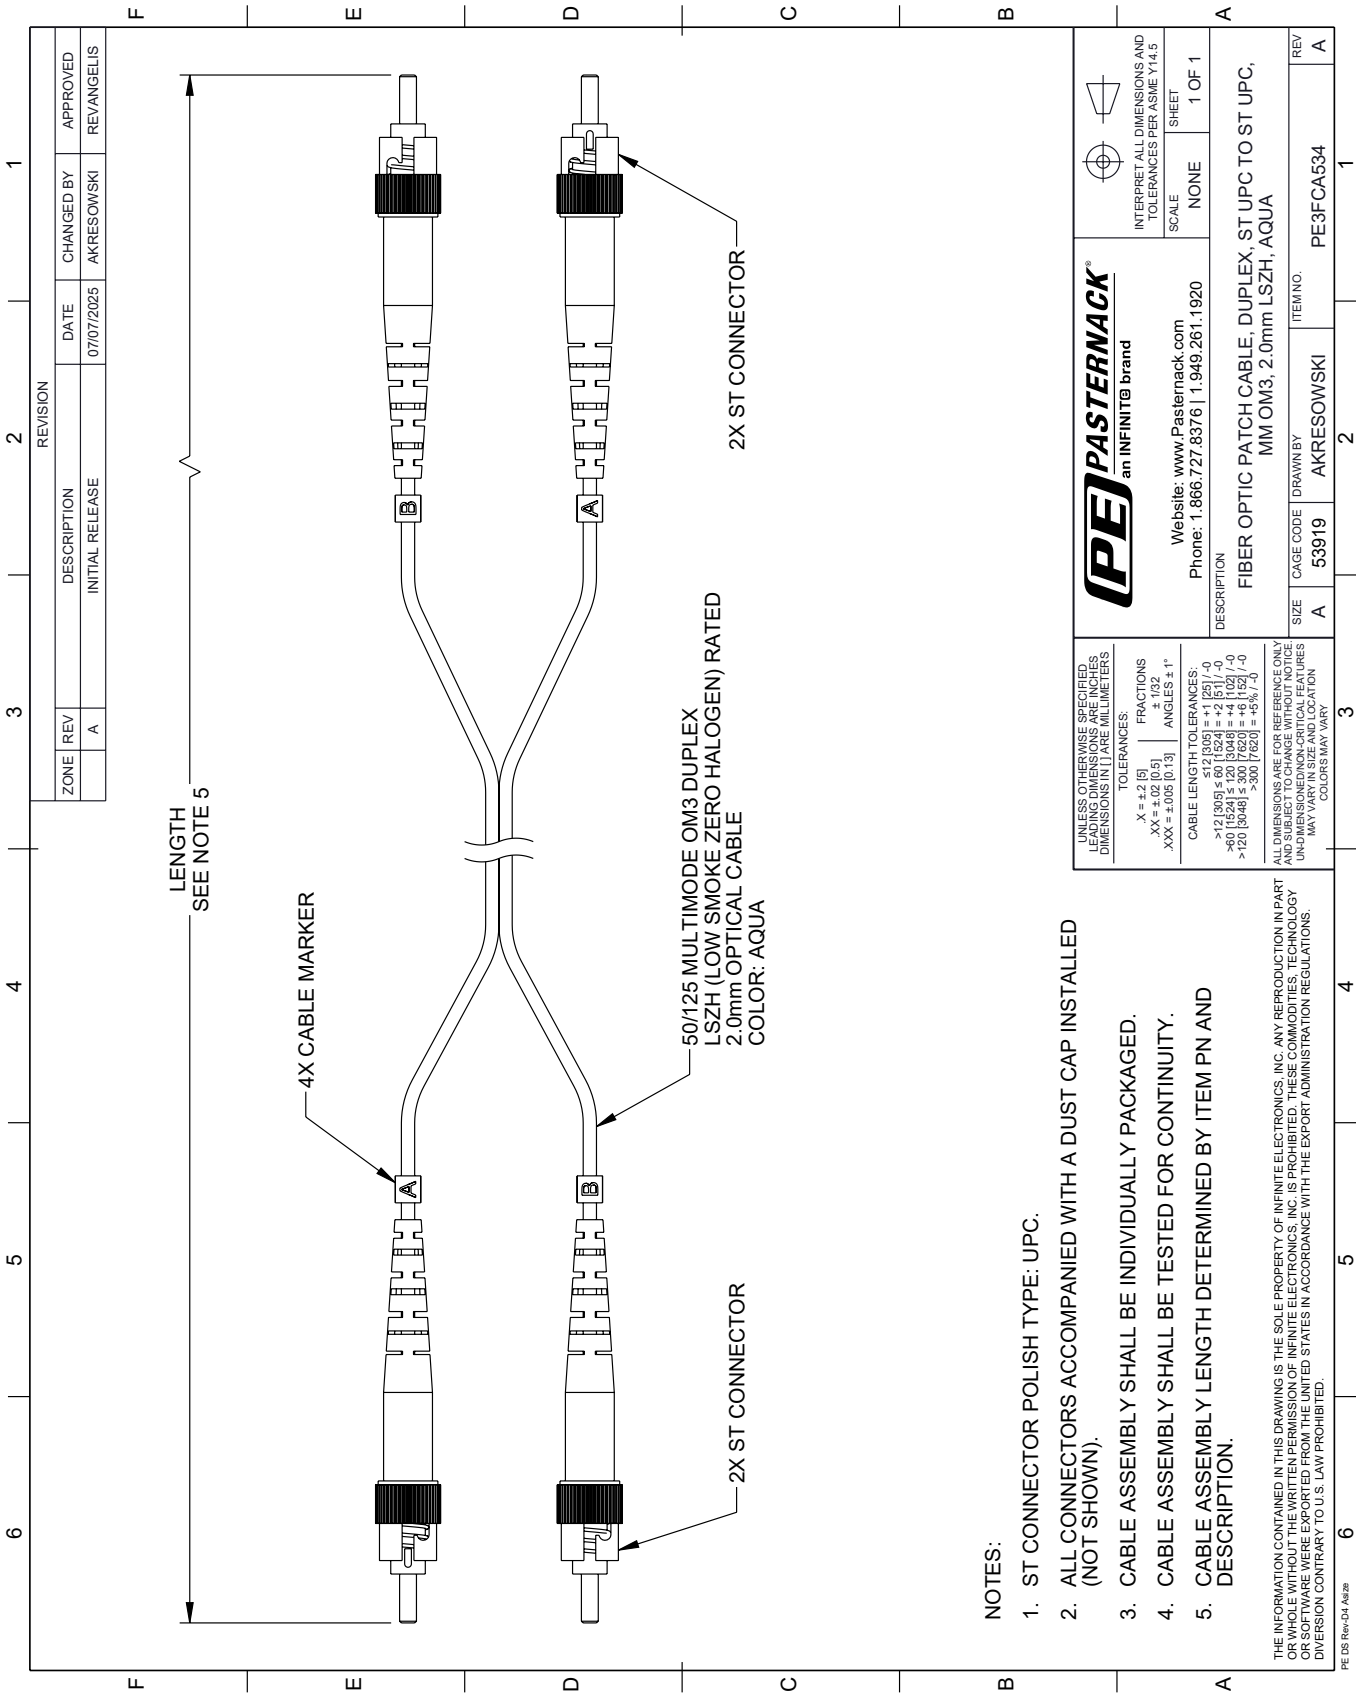 REVISION
ZONE REV DESCRIPTION DATE CHANGED BY APPROVED
A INITIAL RELEASE 07/07/2025 AKRESOWSKI REVANGELIS
6 5 4 3 2 1
F
E
D
C
B
A
LENGTH
SEE NOTE 5
4X CABLE MARKER
A
B
B
A
50/125 MULTIMODE OM3 DUPLEX
LSZH (LOW SMOKE ZERO HALOGEN) RATED
2.0mm OPTICAL CABLE
COLOR: AQUA
2X ST CONNECTOR
2X ST CONNECTOR
NOTES:
1. ST CONNECTOR POLISH TYPE: UPC.
2. ALL CONNECTORS ACCOMPANIED WITH A DUST CAP INSTALLED
(NOT SHOWN).
3. CABLE ASSEMBLY SHALL BE INDIVIDUALLY PACKAGED.
4. CABLE ASSEMBLY SHALL BE TESTED FOR CONTINUITY.
5. CABLE ASSEMBLY LENGTH DETERMINED BY ITEM PN AND
DESCRIPTION.
THE INFORMATION CONTAINED IN THIS DRAWING IS THE SOLE PROPERTY OF INFINITE ELECTRONICS, INC. ANY REPRODUCTION IN PART
OR WHOLE WITHOUT THE WRITTEN PERMISSION OF INFINITE ELECTRONICS, INC. IS PROHIBITED. THESE COMMODITIES, TECHNOLOGY
OR SOFTWARE WERE EXPORTED FROM THE UNITED STATES IN ACCORDANCE WITH THE EXPORT ADMINISTRATION REGULATIONS.
DIVERSION CONTRARY TO U.S. LAW PROHIBITED.
UNLESS OTHERWISE SPECIFIED
LEADING DIMENSIONS ARE INCHES
DIMENSIONS IN [ ] ARE MILLIMETERS
TOLERANCES:
.X = ±.2 [5] FRACTIONS
.XX = ±.02 [0.5] ± 1/32
.XXX = ±.005 [0.13] ANGLES ± 1°
CABLE LENGTH TOLERANCES:
≤12 [305] = +1 [25] / -0
>12 [305] ≤ 60 [1524] = +2 [51] / -0
>60 [1524] ≤ 120 [3048] = +4 [102] / -0
>120 [3048] ≤ 300 [7620] = +6 [152] / -0
>300 [7620] = +5% / -0
ALL DIMENSIONS ARE FOR REFERENCE ONLY
AND SUBJECT TO CHANGE WITHOUT NOTICE.
UN-DIMENSIONED/NON-CRITICAL FEATURES
MAY VARY IN SIZE AND LOCATION
COLORS MAY VARY
PE PASTERNACK®
an INFINIT@ brand
Website: www.Pasternack.com
Phone: 1.866.727.8376 | 1.949.261.1920
INTERPRET ALL DIMENSIONS AND
TOLERANCES PER ASME Y14.5
SCALE SHEET
NONE 1 OF 1
DESCRIPTION
FIBER OPTIC PATCH CABLE, DUPLEX, ST UPC TO ST UPC,
MM OM3, 2.0mm LSZH, AQUA
SIZE CAGE CODE DRAWN BY ITEM NO. REV
A 53919 AKRESOWSKI PE3FCA534 A
6 5 4 3 2 1
F
E
D
C
B
A
PE DS Rev-D4 Asize